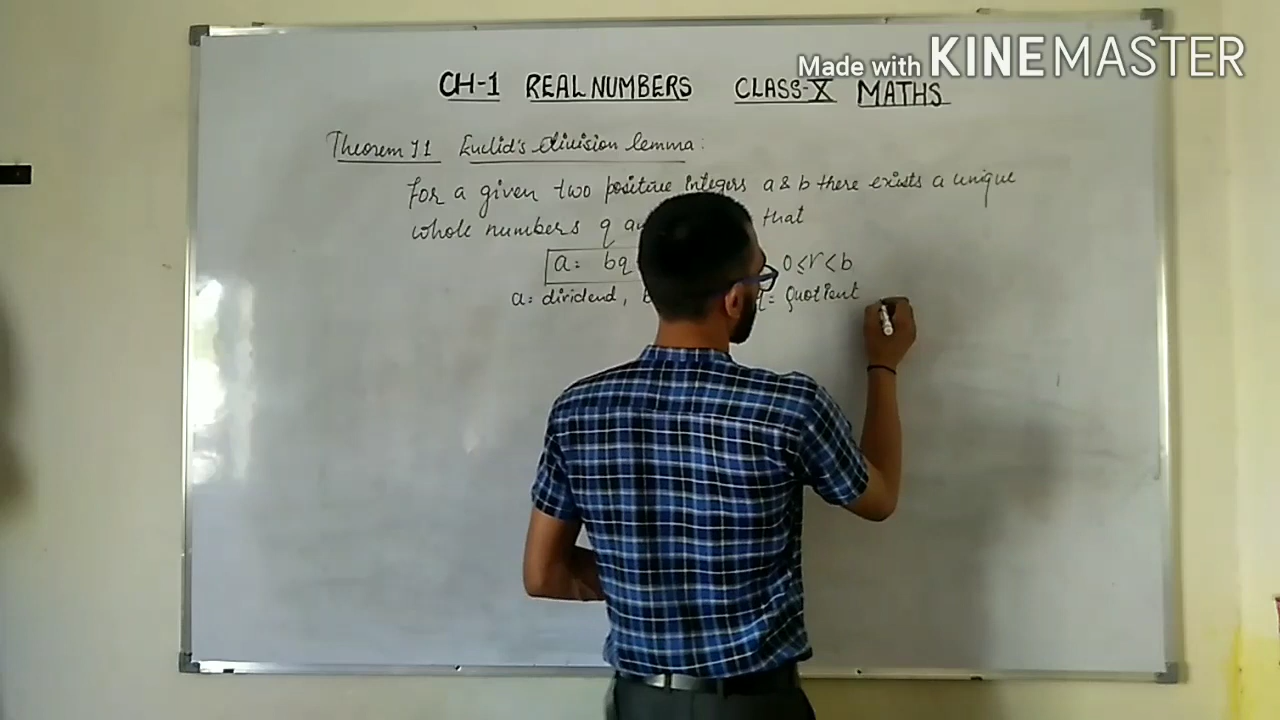 Made with KINEMASTER
CH-1 REAL NUMBERS CLASS-X MATHS
Theorem 1.1 Euclid's division lemma:
for a given two positive integers a & b there exists a unique
whole numbers q that
a = bq 0 ≤ r < b
a = dividend, q = quotient